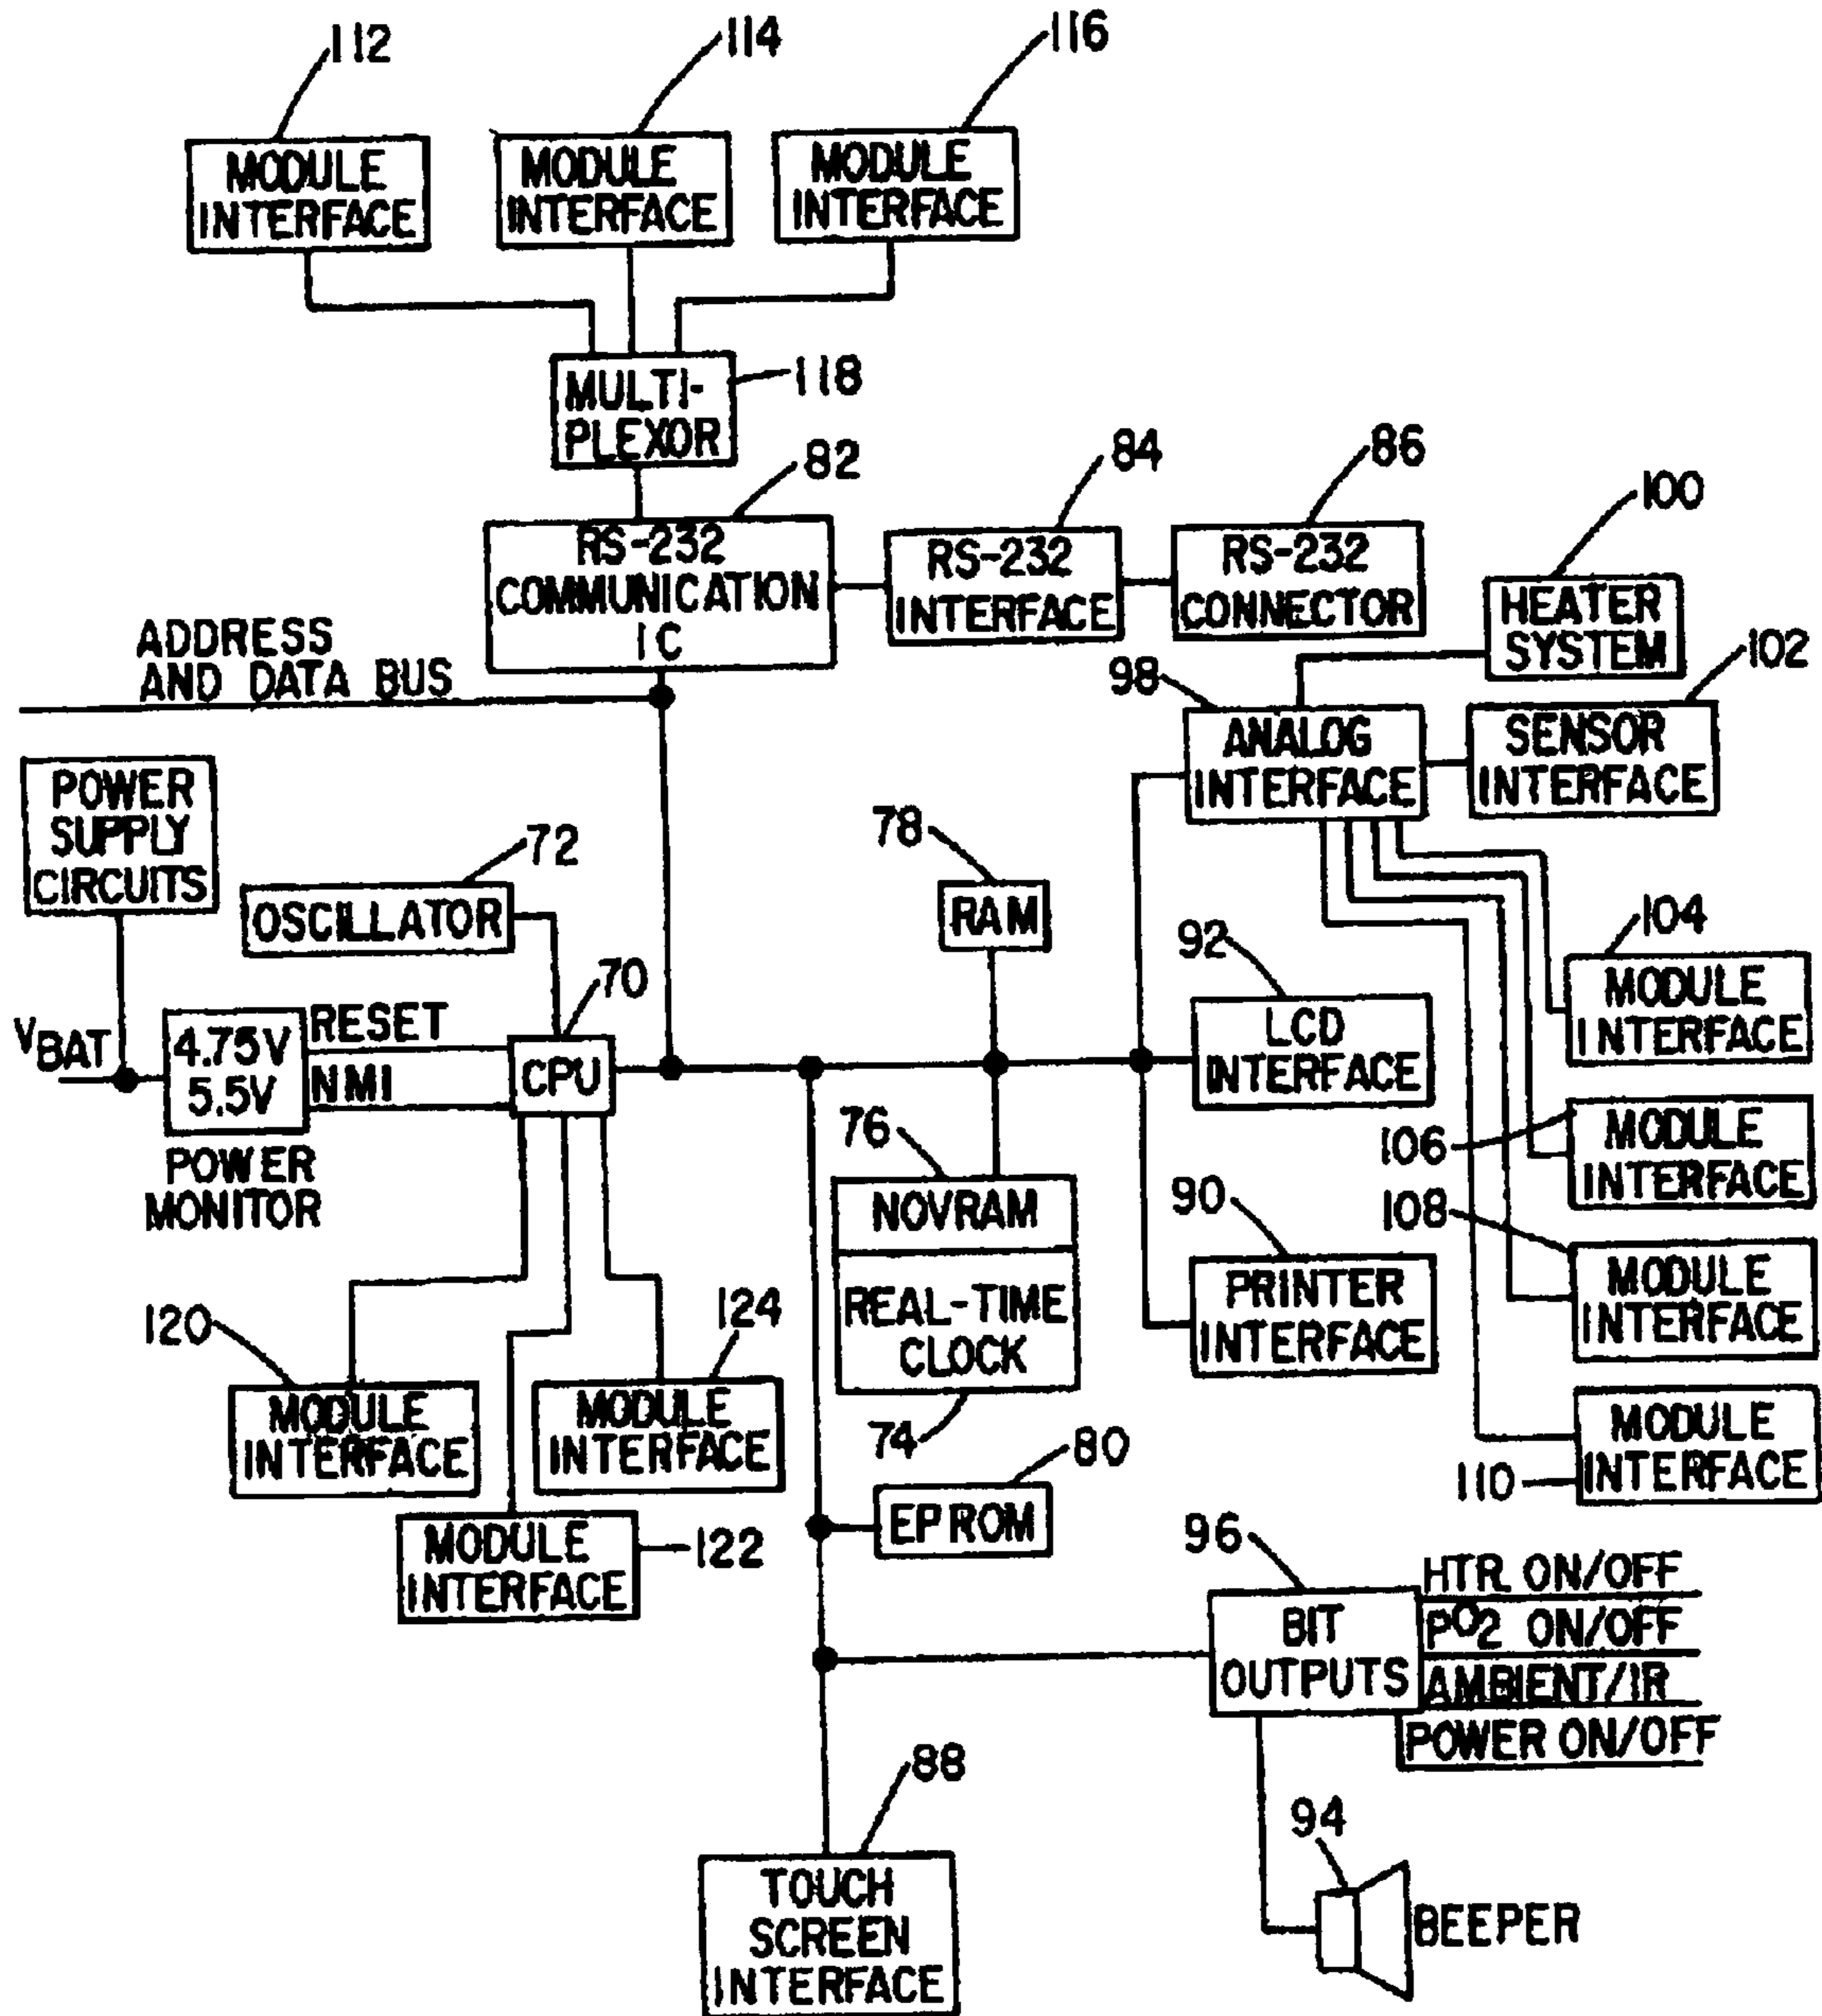 112
114
116
MODULE
INTERFACE
MODULE
INTERFACE
MODULE
INTERFACE
MULTI-
PLEXOR
118
82
84
86
100
RS-232
COMMUNICATION
IC
RS-232
INTERFACE
RS-232
CONNECTOR
HEATER
SYSTEM
102
ADDRESS
AND DATA BUS
98
ANALOG
INTERFACE
SENSOR
INTERFACE
POWER
SUPPLY
CIRCUITS
72
OSCILLATOR
78
RAM
92
104
MODULE
INTERFACE
70
VBAT
4.75V
5.5V
RESET
NMI
CPU
LCD
INTERFACE
POWER
MONITOR
76
NOVRAM
REAL-TIME
CLOCK
74
106
MODULE
INTERFACE
90
PRINTER
INTERFACE
108
MODULE
INTERFACE
120
124
MODULE
INTERFACE
MODULE
INTERFACE
MODULE
INTERFACE
122
80
EPROM
110
MODULE
INTERFACE
96
BIT
OUTPUTS
HTR ON/OFF
PO2 ON/OFF
AMBIENT/IR
POWER ON/OFF
88
TOUCH
SCREEN
INTERFACE
94
BEEPER